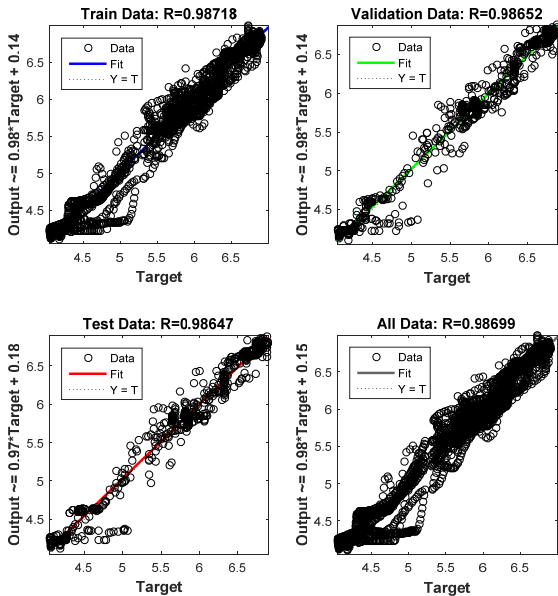 Train Data: R=0.98718
Output ~= 0.98*Target + 0.14
6.5
6
5.5
5
4.5
Data
Fit
Y = T
4.5 5 5.5 6 6.5
Target
Validation Data: R=0.98652
Output ~= 0.98*Target + 0.14
6.5
6
5.5
5
4.5
Data
Fit
Y = T
4.5 5 5.5 6 6.5
Target
Test Data: R=0.98647
Output ~= 0.97*Target + 0.18
6.5
6
5.5
5
4.5
Data
Fit
Y = T
4.5 5 5.5 6 6.5
Target
All Data: R=0.98699
Output ~= 0.98*Target + 0.15
6.5
6
5.5
5
4.5
Data
Fit
Y = T
4.5 5 5.5 6 6.5
Target